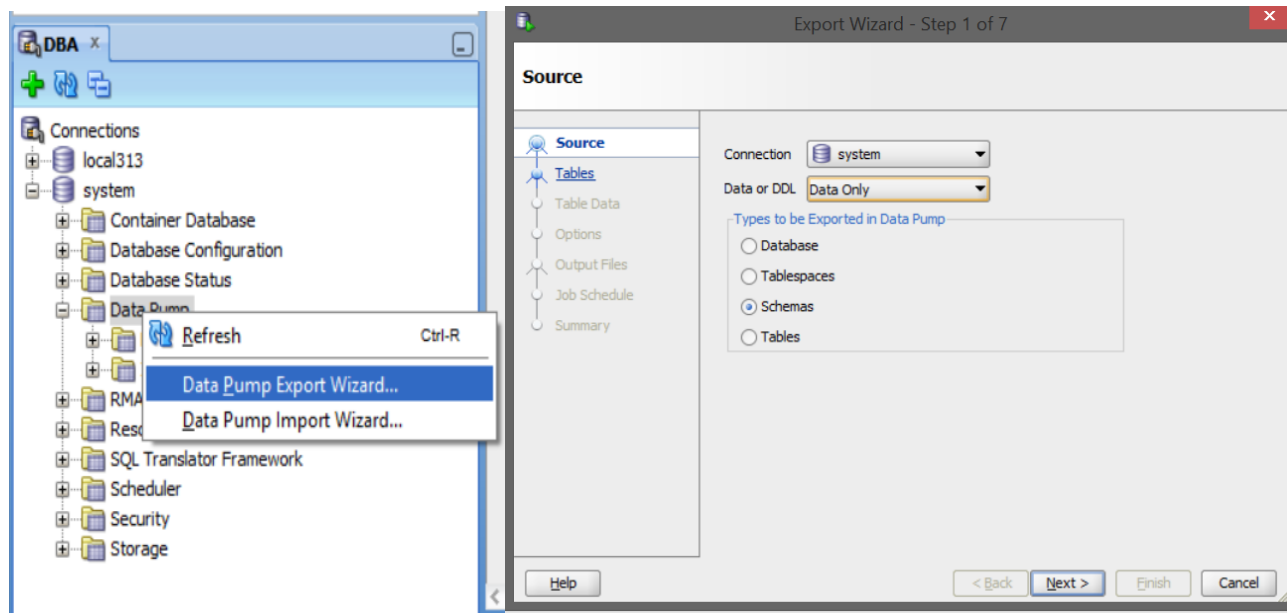 DBA
Connections
local313
system
Container Database
Database Configuration
Database Status
Data Pump
Refresh Ctrl-R
Data Pump Export Wizard...
Data Pump Import Wizard...
RMA
Reso
SQL Translator Framework
Scheduler
Security
Storage
Export Wizard - Step 1 of 7
Source
Source
Tables
Table Data
Options
Output Files
Job Schedule
Summary
Connection system
Data or DDL Data Only
Types to be Exported in Data Pump
Database
Tablespaces
Schemas
Tables
Help < Back Next > Finish Cancel